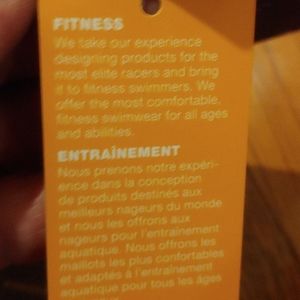 FITNESS
We take our experience
designing products for the
most elite racers and bring
it to fitness swimmers. We
offer the most comfortable,
fitness swimwear for all ages
and abilities.
ENTRAÎNEMENT
Nous prenons notre expéri-
ence dans la conception
de produits destinés aux
meilleurs nageurs du monde
et nous les offrons aux
nageurs pour l'entraînement
aquatique. Nous offrons les
maillots les plus confortables
et adaptés à l'entraînement
aquatique pour tous les âges